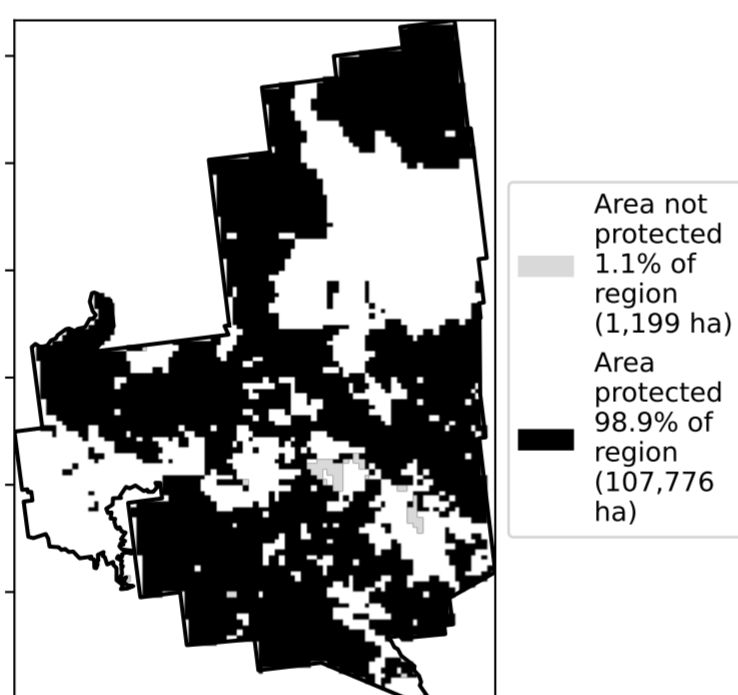 Area not
protected
1.1% of
region
(1,199 ha)
Area
protected
98.9% of
region
(107,776
ha)